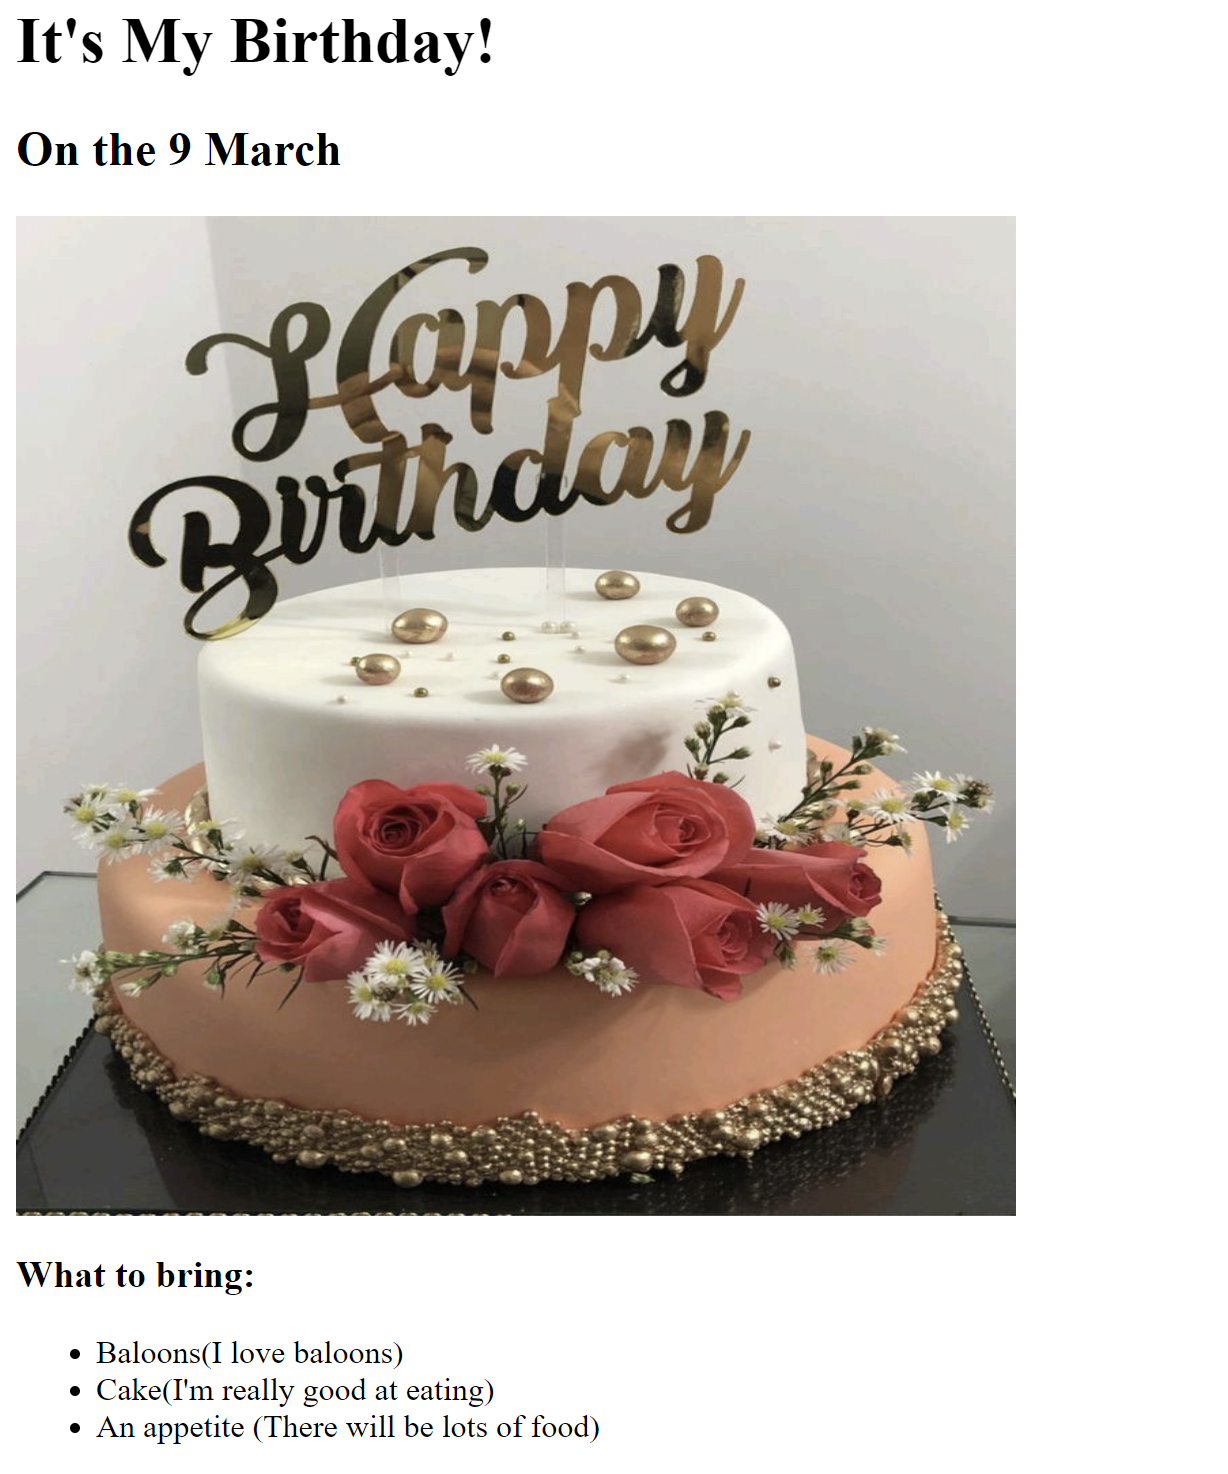 It's My Birthday!
On the 9 March
Happy
Birthday
What to bring:
Baloons(I love baloons)
Cake(I'm really good at eating)
An appetite (There will be lots of food)